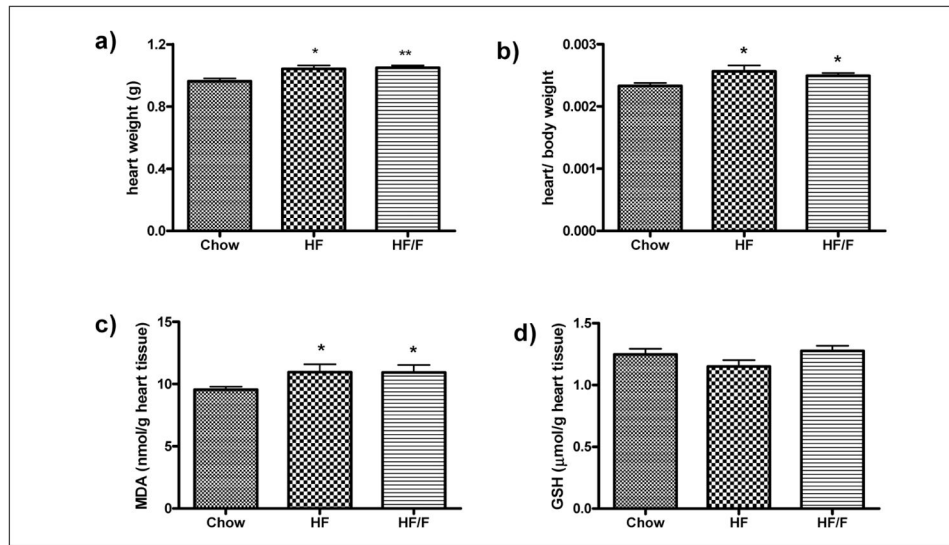 a)
heart weight (g)
1.2
0.8
0.4
0.0
*
**
Chow HF HF/F
b)
heart/ body weight
0.003
0.002
0.001
0.000
*
*
Chow HF HF/F
c)
MDA (nmol/g heart tissue)
15
10
5
0
*
*
Chow HF HF/F
d)
GSH (μmol/g heart tissue)
1.5
1.0
0.5
0.0
Chow HF HF/F